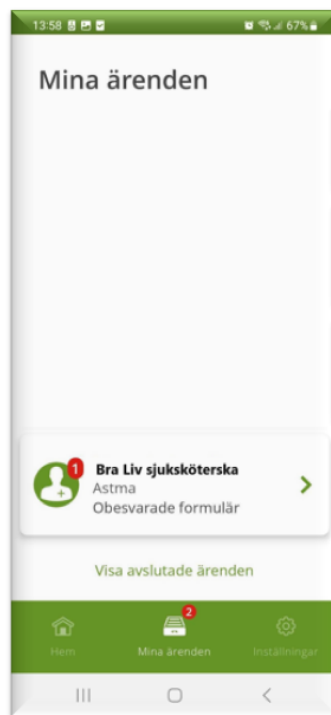 13:58 67%
Mina ärenden
1
Bra Liv sjuksköterska
Astma
Obesvarade formulär
Visa avslutade ärenden
2
Hem Mina ärenden Inställningar